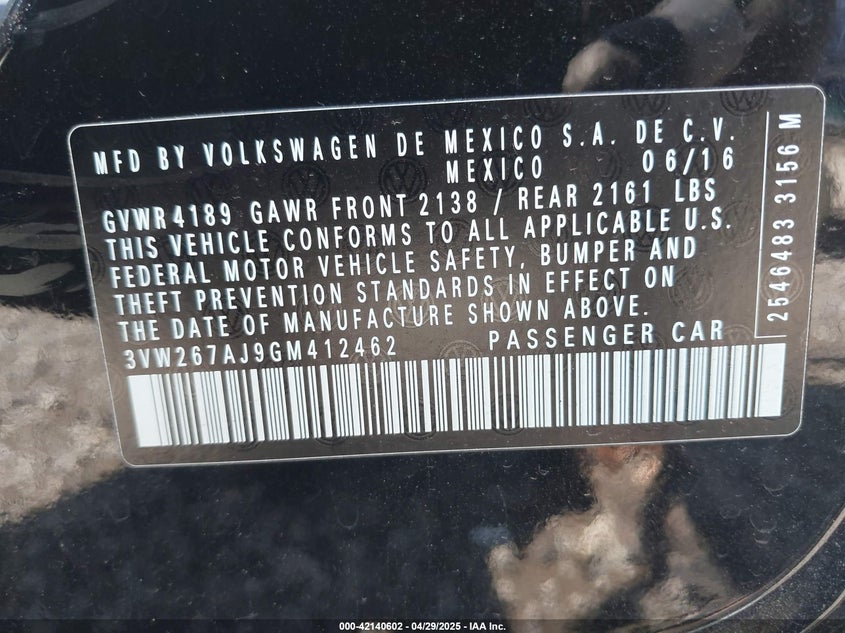 MFD BY VOLKSWAGEN DE MEXICO S.A. DE C.V.
MEXICO 06/16
GVWR 4189 GAWR FRONT 2138 / REAR 2161 LBS
THIS VEHICLE CONFORMS TO ALL APPLICABLE U.S.
FEDERAL MOTOR VEHICLE SAFETY, BUMPER AND
THEFT PREVENTION STANDARDS IN EFFECT ON
THE DATE OF MANUFACTURE SHOWN ABOVE.
3VW267AJ9GM412462 PASSENGER CAR
2546483 3156 M
000-42140602 - 04/29/2025 - IAA Inc.